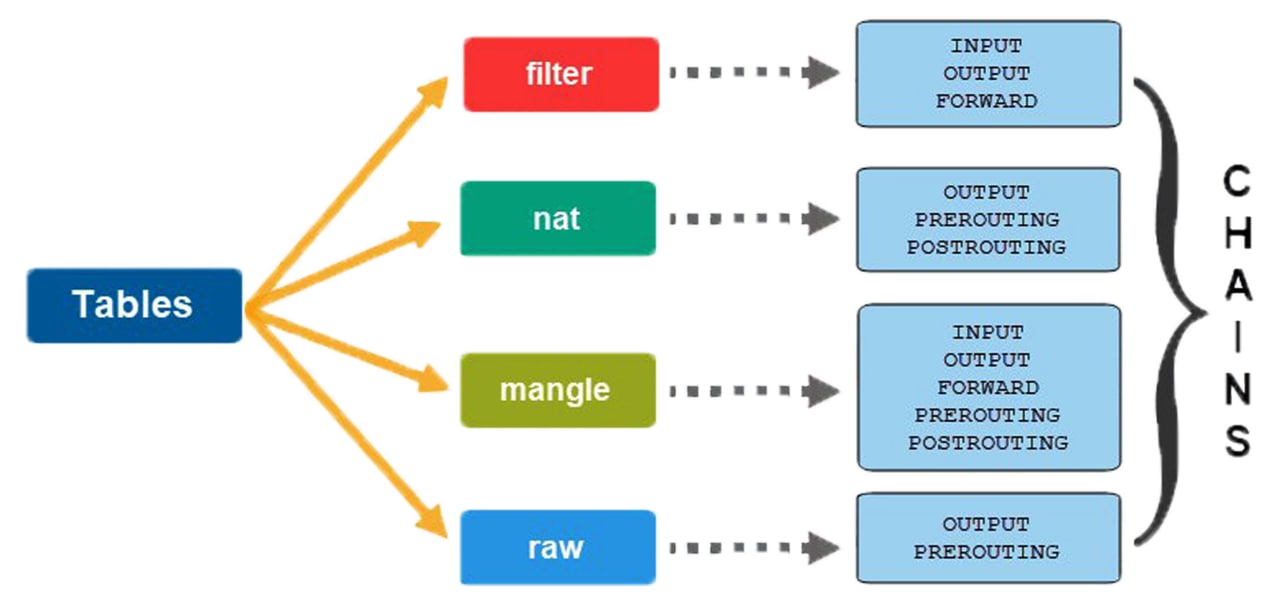 Tables
filter
INPUT
OUTPUT
FORWARD
nat
OUTPUT
PREROUTING
POSTROUTING
mangle
INPUT
OUTPUT
FORWARD
PREROUTING
POSTROUTING
raw
OUTPUT
PREROUTING
CHAINS